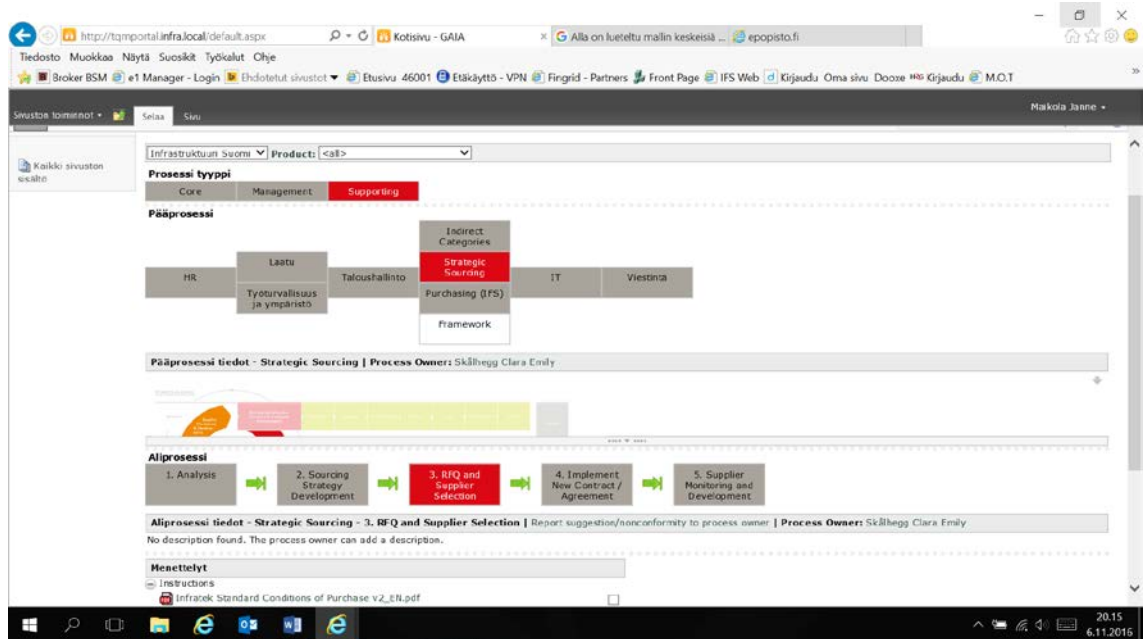 http://tqmportal.infra.local/default.aspx
Kotisivu - GAIA
Alla on lueteltu mallin keskeisiä ...
epopisto.fi
Tiedosto Muokkaa Näytä Suosikit Työkalut Ohje
Broker BSM e1 Manager - Login Ehdotetut sivustot Etusivu 46001 Etäkäyttö - VPN Fingrid - Partners Front Page IFS Web Kirjaudu Oma sivu Dooze HRG Kirjaudu M.O.T
Sivuston toiminnot Selaa Sivu Maikola Janne
Kaikki sivuston
sisältö
Infrastruktuuri Suomi Product: <all>
Prosessi tyyppi
Core Management Supporting
Pääprosessi
Indirect
Categories
Laatu Strategic
Sourcing
HR Taloushallinto IT Viestintä
Työturvallisuus
ja ympäristö
Purchasing (IFS)
Framework
Pääprosessi tiedot - Strategic Sourcing | Process Owner: Skålhegg Clara Emily
Aliprosessi
1. Analysis
2. Sourcing
Strategy
Development
3. RFQ and
Supplier
Selection
4. Implement
New Contract /
Agreement
5. Supplier
Monitoring and
Development
Aliprosessi tiedot - Strategic Sourcing - 3. RFQ and Supplier Selection | Report suggestion/nonconformity to process owner | Process Owner: Skålhegg Clara Emily
No description found. The process owner can add a description.
Menettelyt
Instructions
Infratek Standard Conditions of Purchase v2_EN.pdf
20.15
6.11.2016